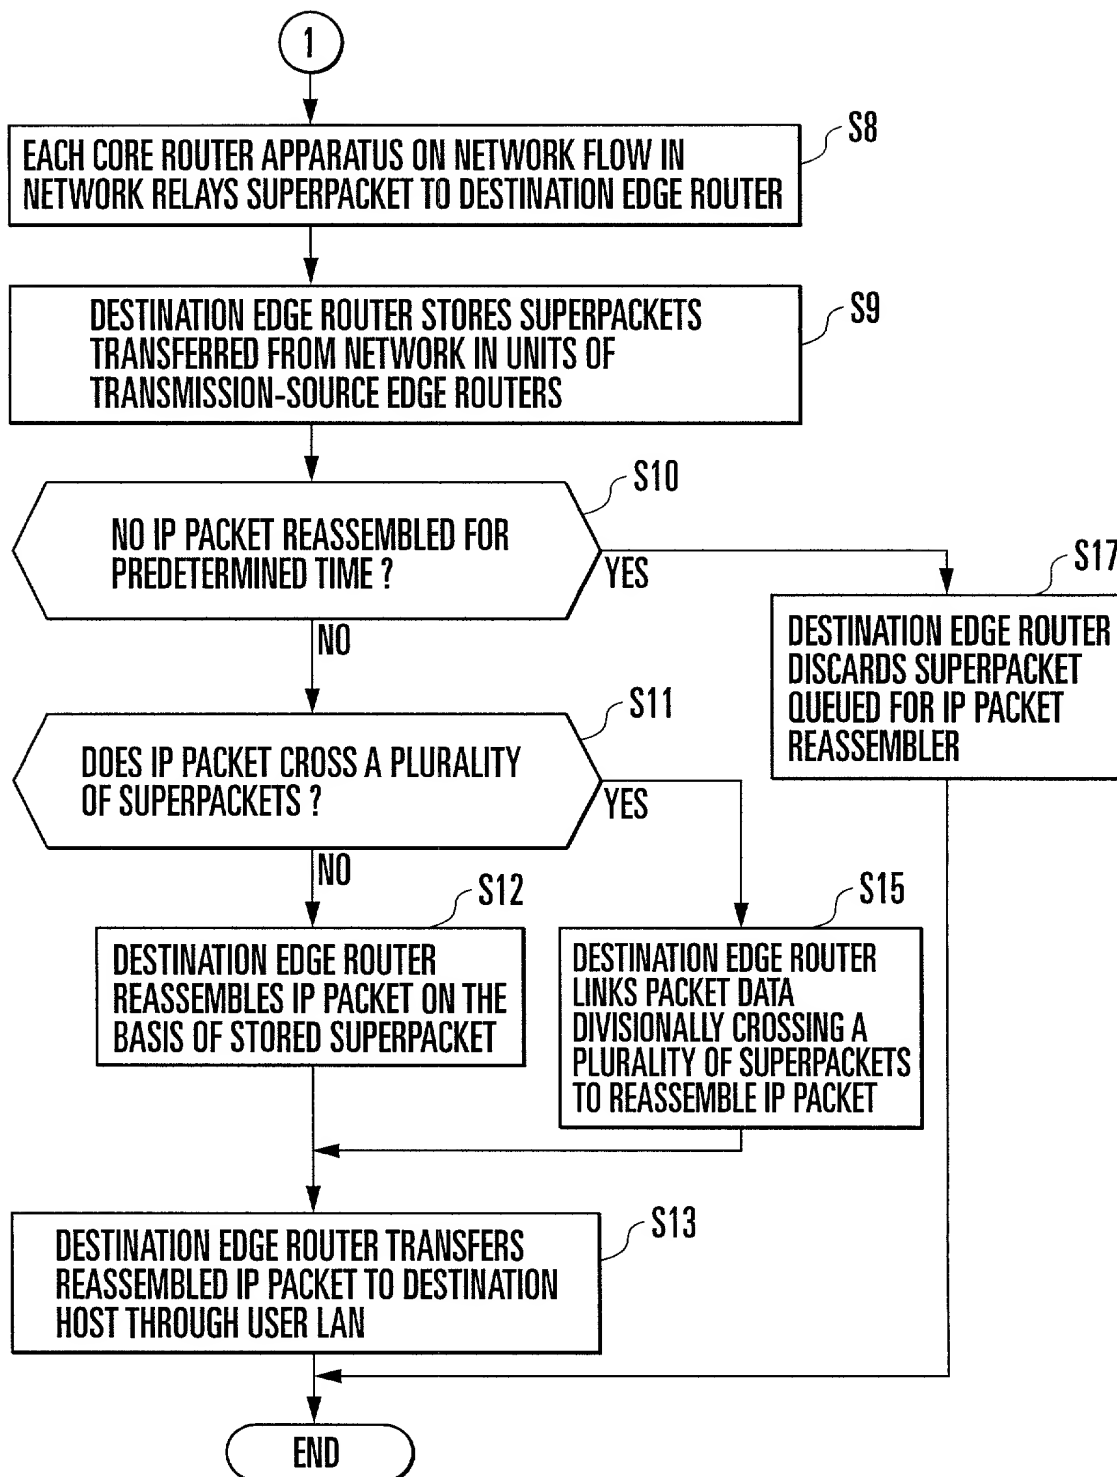 1
S8
EACH CORE ROUTER APPARATUS ON NETWORK FLOW IN
NETWORK RELAYS SUPERPACKET TO DESTINATION EDGE ROUTER
S9
DESTINATION EDGE ROUTER STORES SUPERPACKETS
TRANSFERRED FROM NETWORK IN UNITS OF
TRANSMISSION-SOURCE EDGE ROUTERS
S10
NO IP PACKET REASSEMBLED FOR
PREDETERMINED TIME ?
YES
NO
S17
DESTINATION EDGE ROUTER
DISCARDS SUPERPACKET
QUEUED FOR IP PACKET
REASSEMBLER
S11
DOES IP PACKET CROSS A PLURALITY
OF SUPERPACKETS ?
YES
NO
S12
DESTINATION EDGE ROUTER
REASSEMBLES IP PACKET ON THE
BASIS OF STORED SUPERPACKET
S15
DESTINATION EDGE ROUTER
LINKS PACKET DATA
DIVISIONALLY CROSSING A
PLURALITY OF SUPERPACKETS
TO REASSEMBLE IP PACKET
S13
DESTINATION EDGE ROUTER TRANSFERS
REASSEMBLED IP PACKET TO DESTINATION
HOST THROUGH USER LAN
END